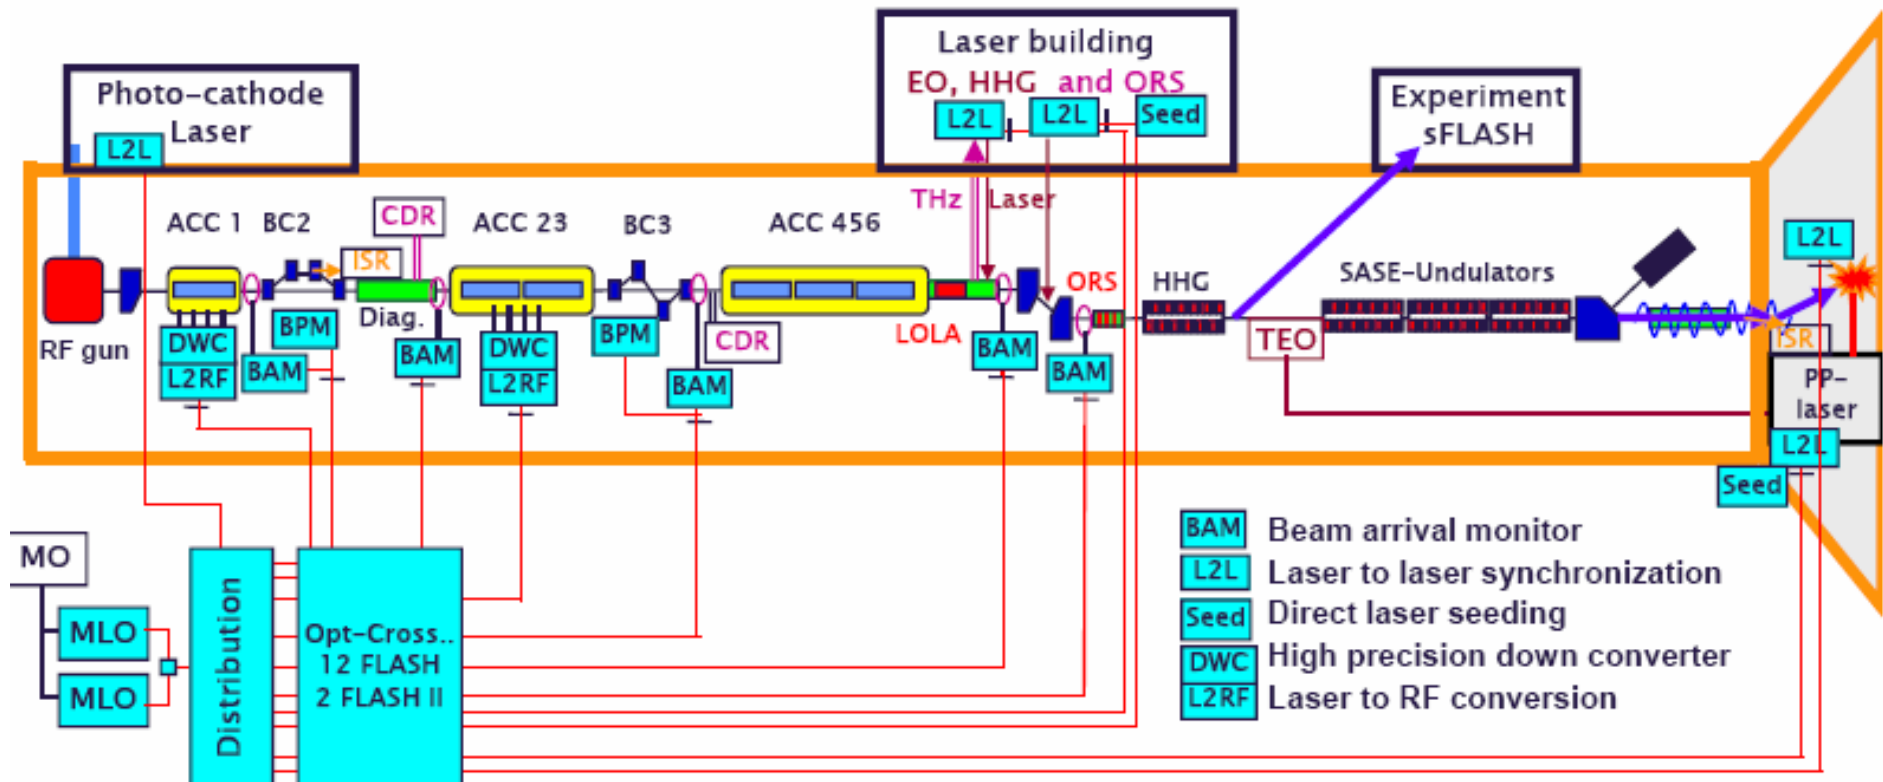 Laser building
EO, HHG and ORS
L2L
L2L
Seed
Photo-cathode
Laser
L2L
Experiment
sFLASH
THz
Laser
ACC 1
BC2
CDR
ACC 23
BC3
ACC 456
ISR
ORS
HHG
SASE-Undulators
L2L
RF gun
Diag.
DWC
L2RF
BPM
BAM
BAM
DWC
L2RF
BPM
CDR
BAM
LOLA
BAM
BAM
TEO
ISR
PP-
laser
L2L
Seed
MO
MLO
MLO
Distribution
Opt-Cross..
12 FLASH
2 FLASH II
BAM Beam arrival monitor
L2L Laser to laser synchronization
Seed Direct laser seeding
DWC High precision down converter
L2RF Laser to RF conversion